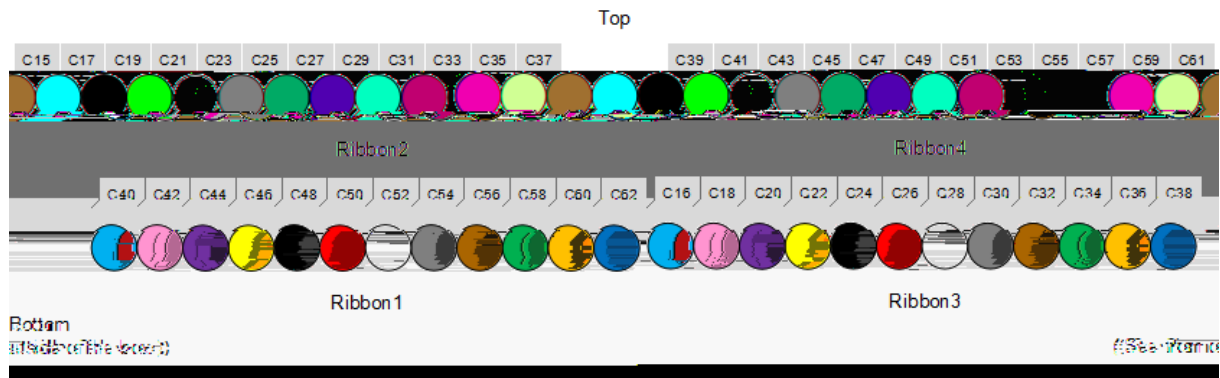 Top
C15 C17 C19 C21 C23 C25 C27 C29 C31 C33 C35 C37 C39 C41 C43 C45 C47 C49 C51 C53 C55 C57 C59 C61
Ribbon2 Ribbon4
C40 C42 C44 C46 C48 C50 C52 C54 C56 C58 C60 C62 C16 C18 C20 C22 C24 C26 C28 C30 C32 C34 C36 C38
Ribbon1 Ribbon3
Bottom